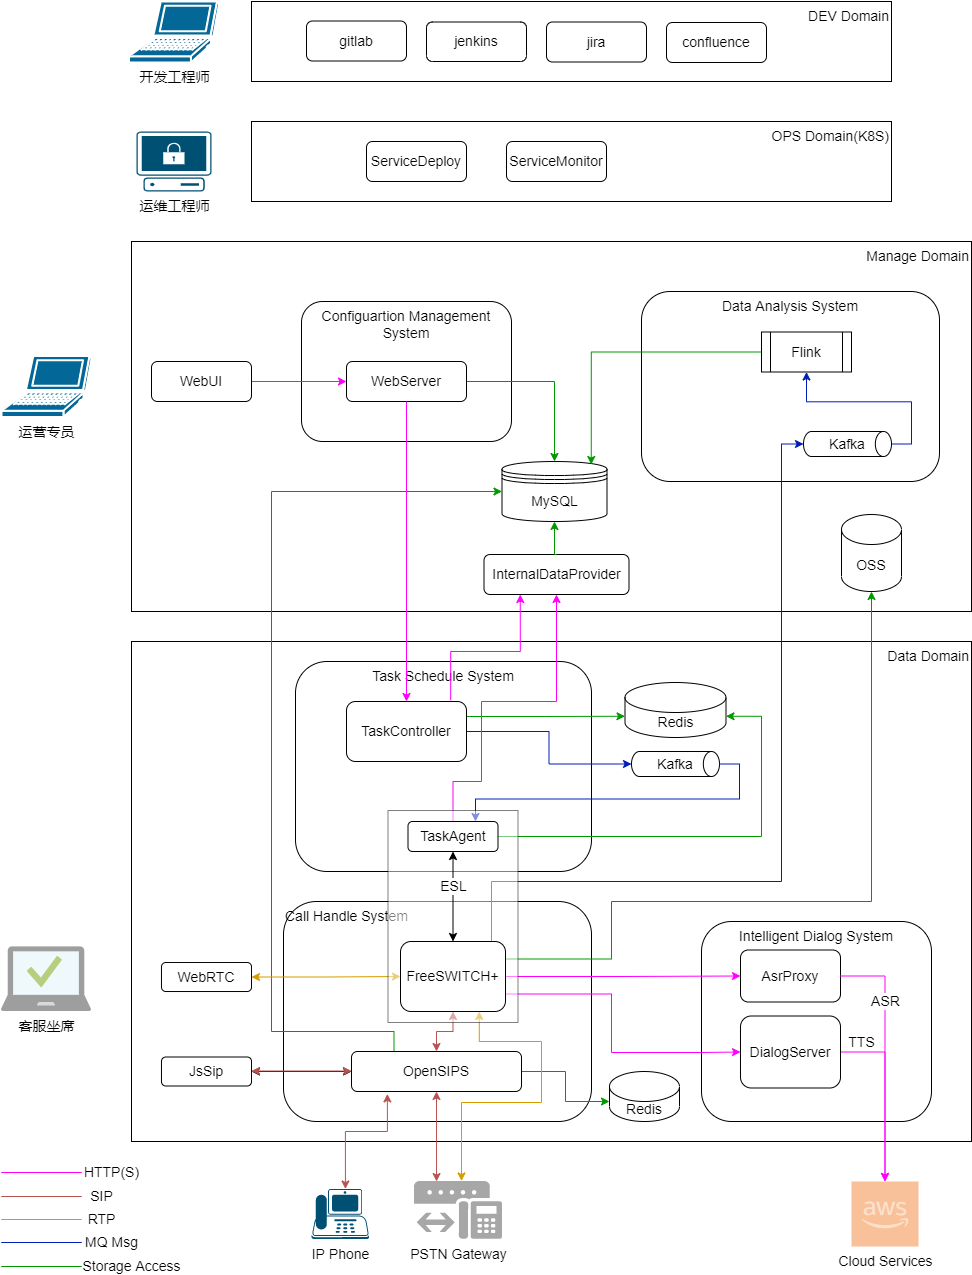 DEV Domain
gitlab
jenkins
jira
confluence
开发工程师
OPS Domain(K8S)
ServiceDeploy
ServiceMonitor
运维工程师
Manage Domain
Configuartion Management
System
Data Analysis System
Flink
WebUI
WebServer
运营专员
Kafka
MySQL
OSS
InternalDataProvider
Data Domain
Task Schedule System
TaskController
Redis
Kafka
TaskAgent
ESL
Call Handle System
Intelligent Dialog System
WebRTC
FreeSWITCH+
AsrProxy
ASR
客服坐席
DialogServer
TTS
JsSip
OpenSIPS
Redis
HTTP(S)
SIP
RTP
MQ Msg
Storage Access
IP Phone
PSTN Gateway
aws
Cloud Services